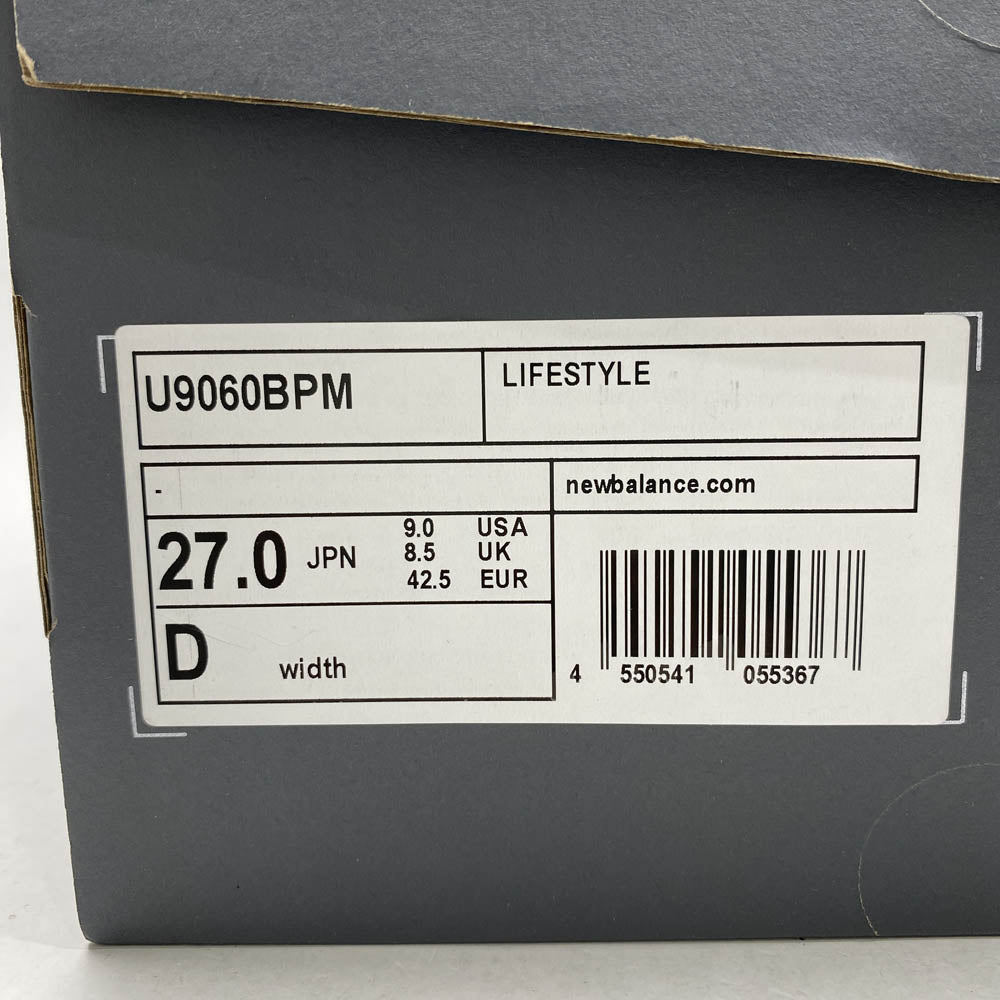 U9060BPM
LIFESTYLE
-
newbalance.com
27.0 JPN
9.0 USA
8.5 UK
42.5 EUR
D width
4 550541 055367